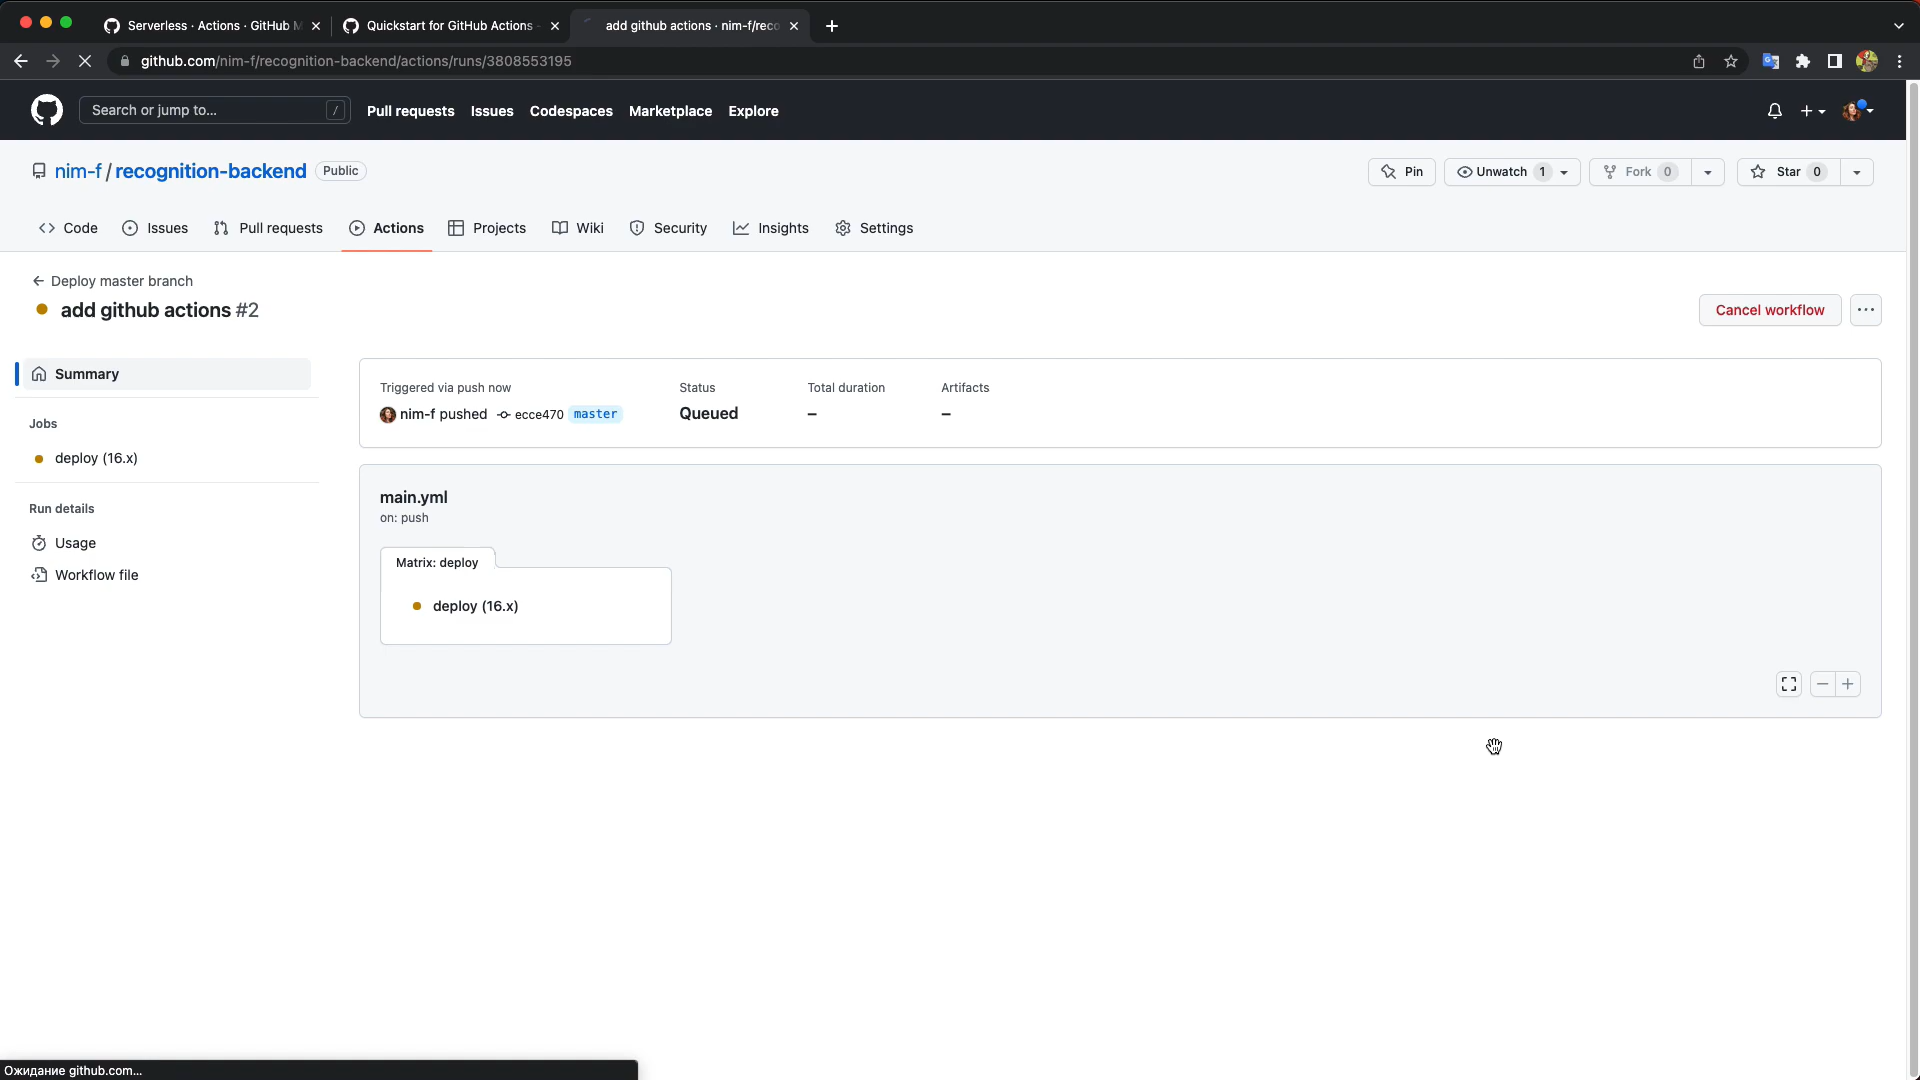 Serverless · Actions · GitHub M
Quickstart for GitHub Actions -
add github actions · nim-f/reco
github.com/nim-f/recognition-backend/actions/runs/3808553195
Search or jump to...
/
Pull requests
Issues
Codespaces
Marketplace
Explore
nim-f / recognition-backend
Public
Pin
Unwatch 1
Fork 0
Star 0
Code
Issues
Pull requests
Actions
Projects
Wiki
Security
Insights
Settings
← Deploy master branch
add github actions #2
Cancel workflow
Summary
Jobs
deploy (16.x)
Run details
Usage
Workflow file
Triggered via push now
nim-f pushed ecce470 master
Status
Queued
Total duration
–
Artifacts
–
main.yml
on: push
Matrix: deploy
deploy (16.x)
Ожидание github.com...